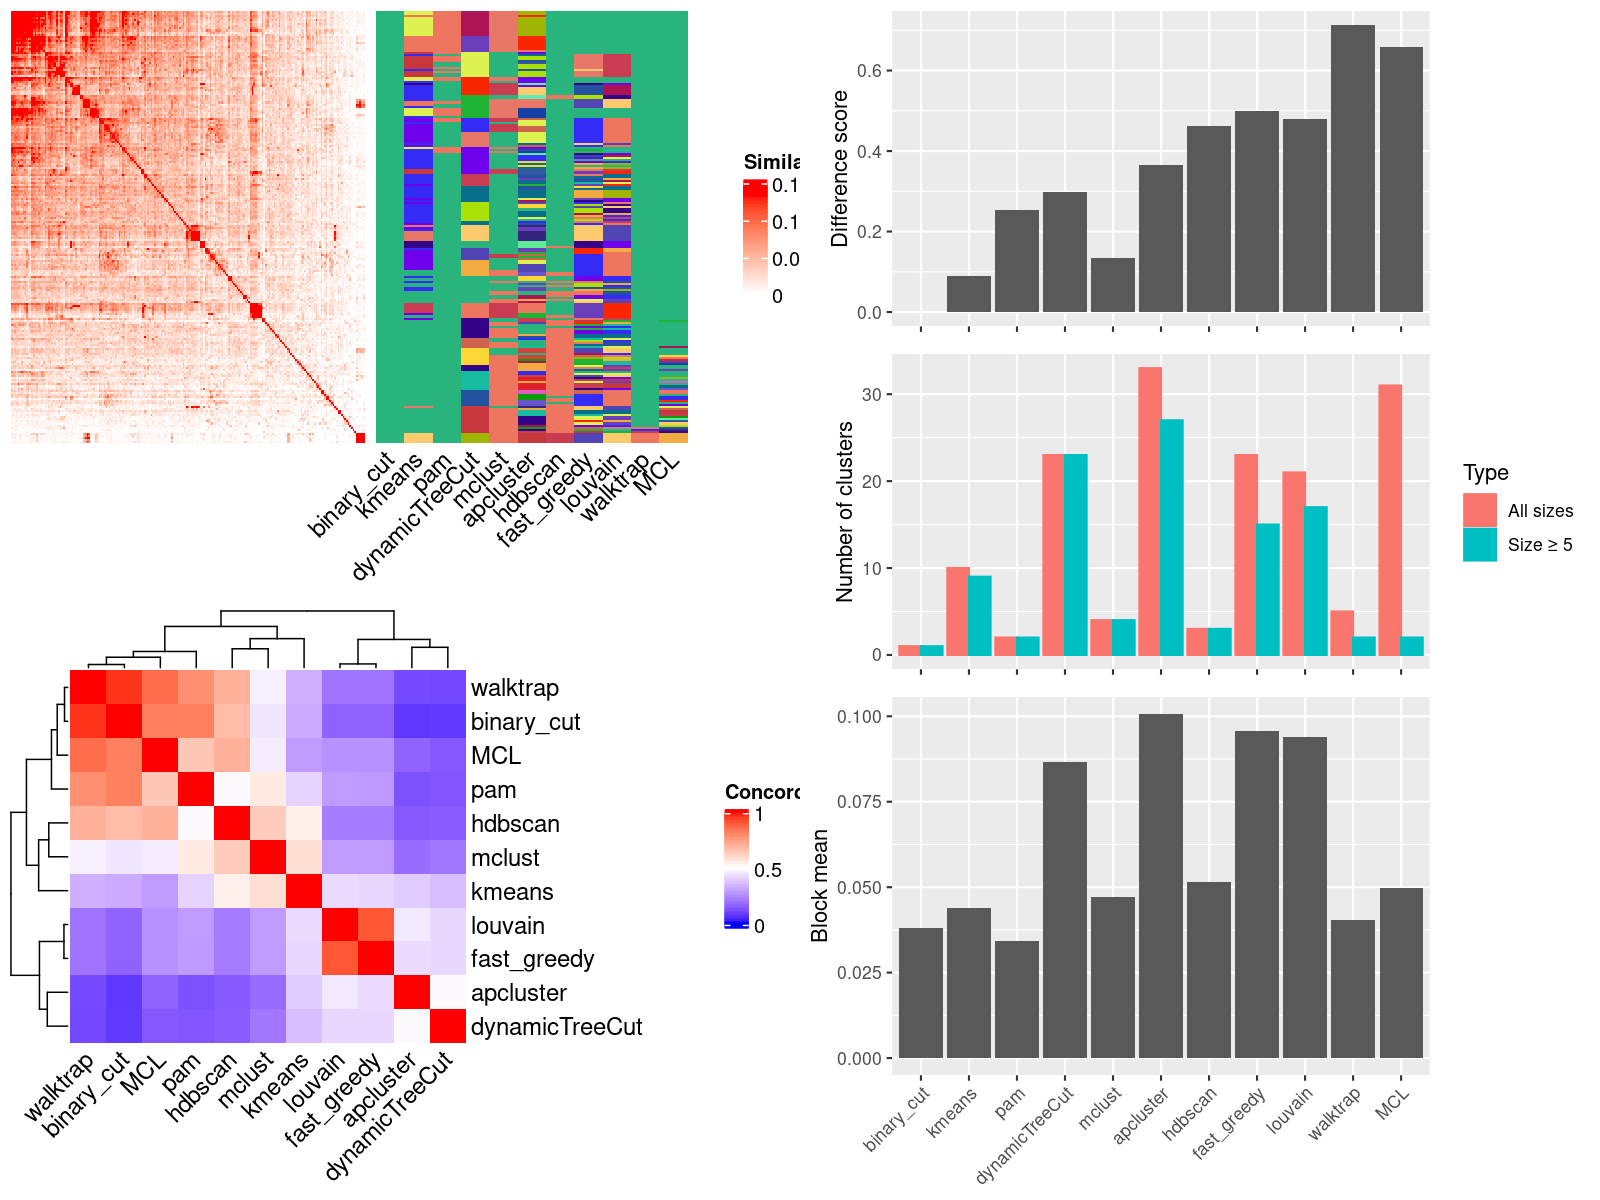 Simila
0.1
0.1
0.0
0
binary_cut
kmeans
pam
dynamicTreeCut
mclust
apcluster
hdbscan
fast_greedy
louvain
walktrap
MCL
walktrap
binary_cut
MCL
pam
hdbscan
mclust
kmeans
louvain
fast_greedy
apcluster
dynamicTreeCut
walktrap
binary_cut
MCL
pam
hdbscan
mclust
kmeans
louvain
fast_greedy
apcluster
dynamicTreeCut
Concord
1
0.5
0
Difference score
0.6
0.4
0.2
0.0
Number of clusters
30
20
10
0
Type
All sizes
Size ≥ 5
Block mean
0.100
0.075
0.050
0.025
0.000
binary_cut
kmeans
pam
dynamicTreeCut
mclust
apcluster
hdbscan
fast_greedy
louvain
walktrap
MCL